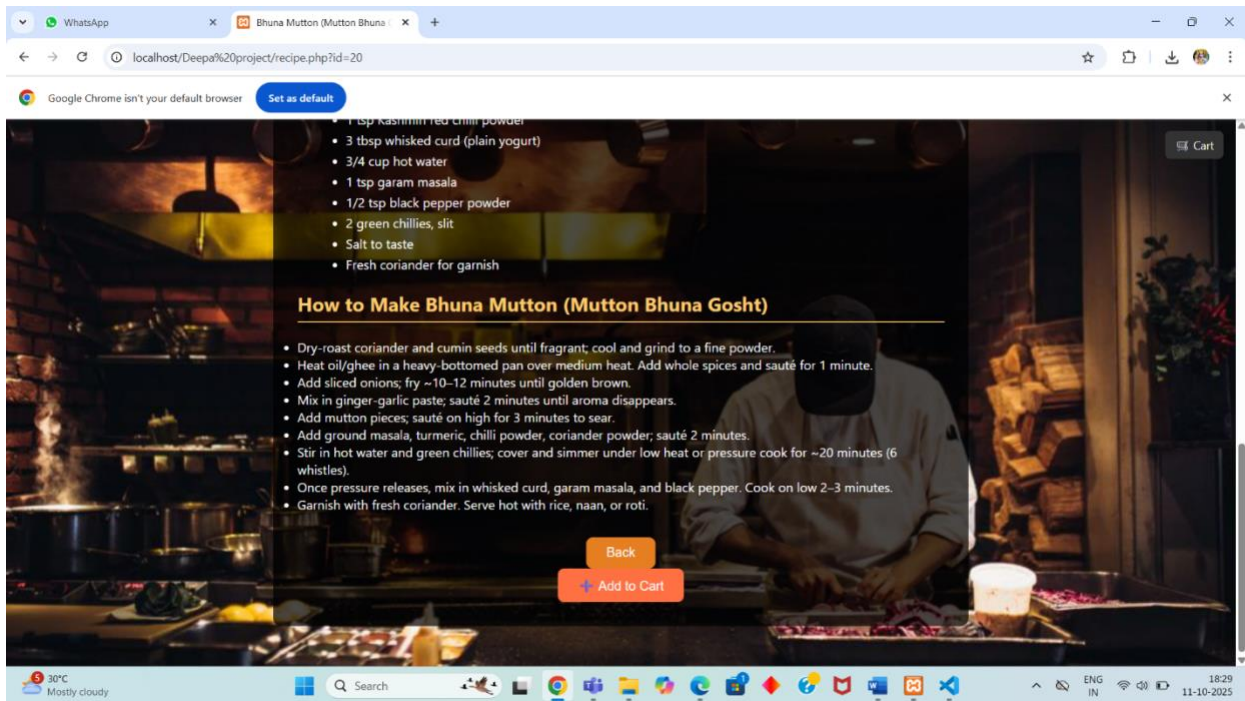 WhatsApp
Bhuna Mutton (Mutton Bhuna
localhost/Deepa%20project/recipe.php?id=20
Google Chrome isn't your default browser
Set as default
Cart
• 1 tsp Kashmiri red chilli powder
• 3 tbsp whisked curd (plain yogurt)
• 3/4 cup hot water
• 1 tsp garam masala
• 1/2 tsp black pepper powder
• 2 green chillies, slit
• Salt to taste
• Fresh coriander for garnish
How to Make Bhuna Mutton (Mutton Bhuna Gosht)
• Dry-roast coriander and cumin seeds until fragrant; cool and grind to a fine powder.
• Heat oil/ghee in a heavy-bottomed pan over medium heat. Add whole spices and sauté for 1 minute.
• Add sliced onions; fry ~10–12 minutes until golden brown.
• Mix in ginger-garlic paste; sauté 2 minutes until aroma disappears.
• Add mutton pieces; sauté on high for 3 minutes to sear.
• Add ground masala, turmeric, chilli powder, coriander powder; sauté 2 minutes.
• Stir in hot water and green chillies; cover and simmer under low heat or pressure cook for ~20 minutes (6
whistles).
• Once pressure releases, mix in whisked curd, garam masala, and black pepper. Cook on low 2–3 minutes.
• Garnish with fresh coriander. Serve hot with rice, naan, or roti.
Back
+ Add to Cart
5
30°C
Mostly cloudy
Search
ENG
IN
18:29
11-10-2025